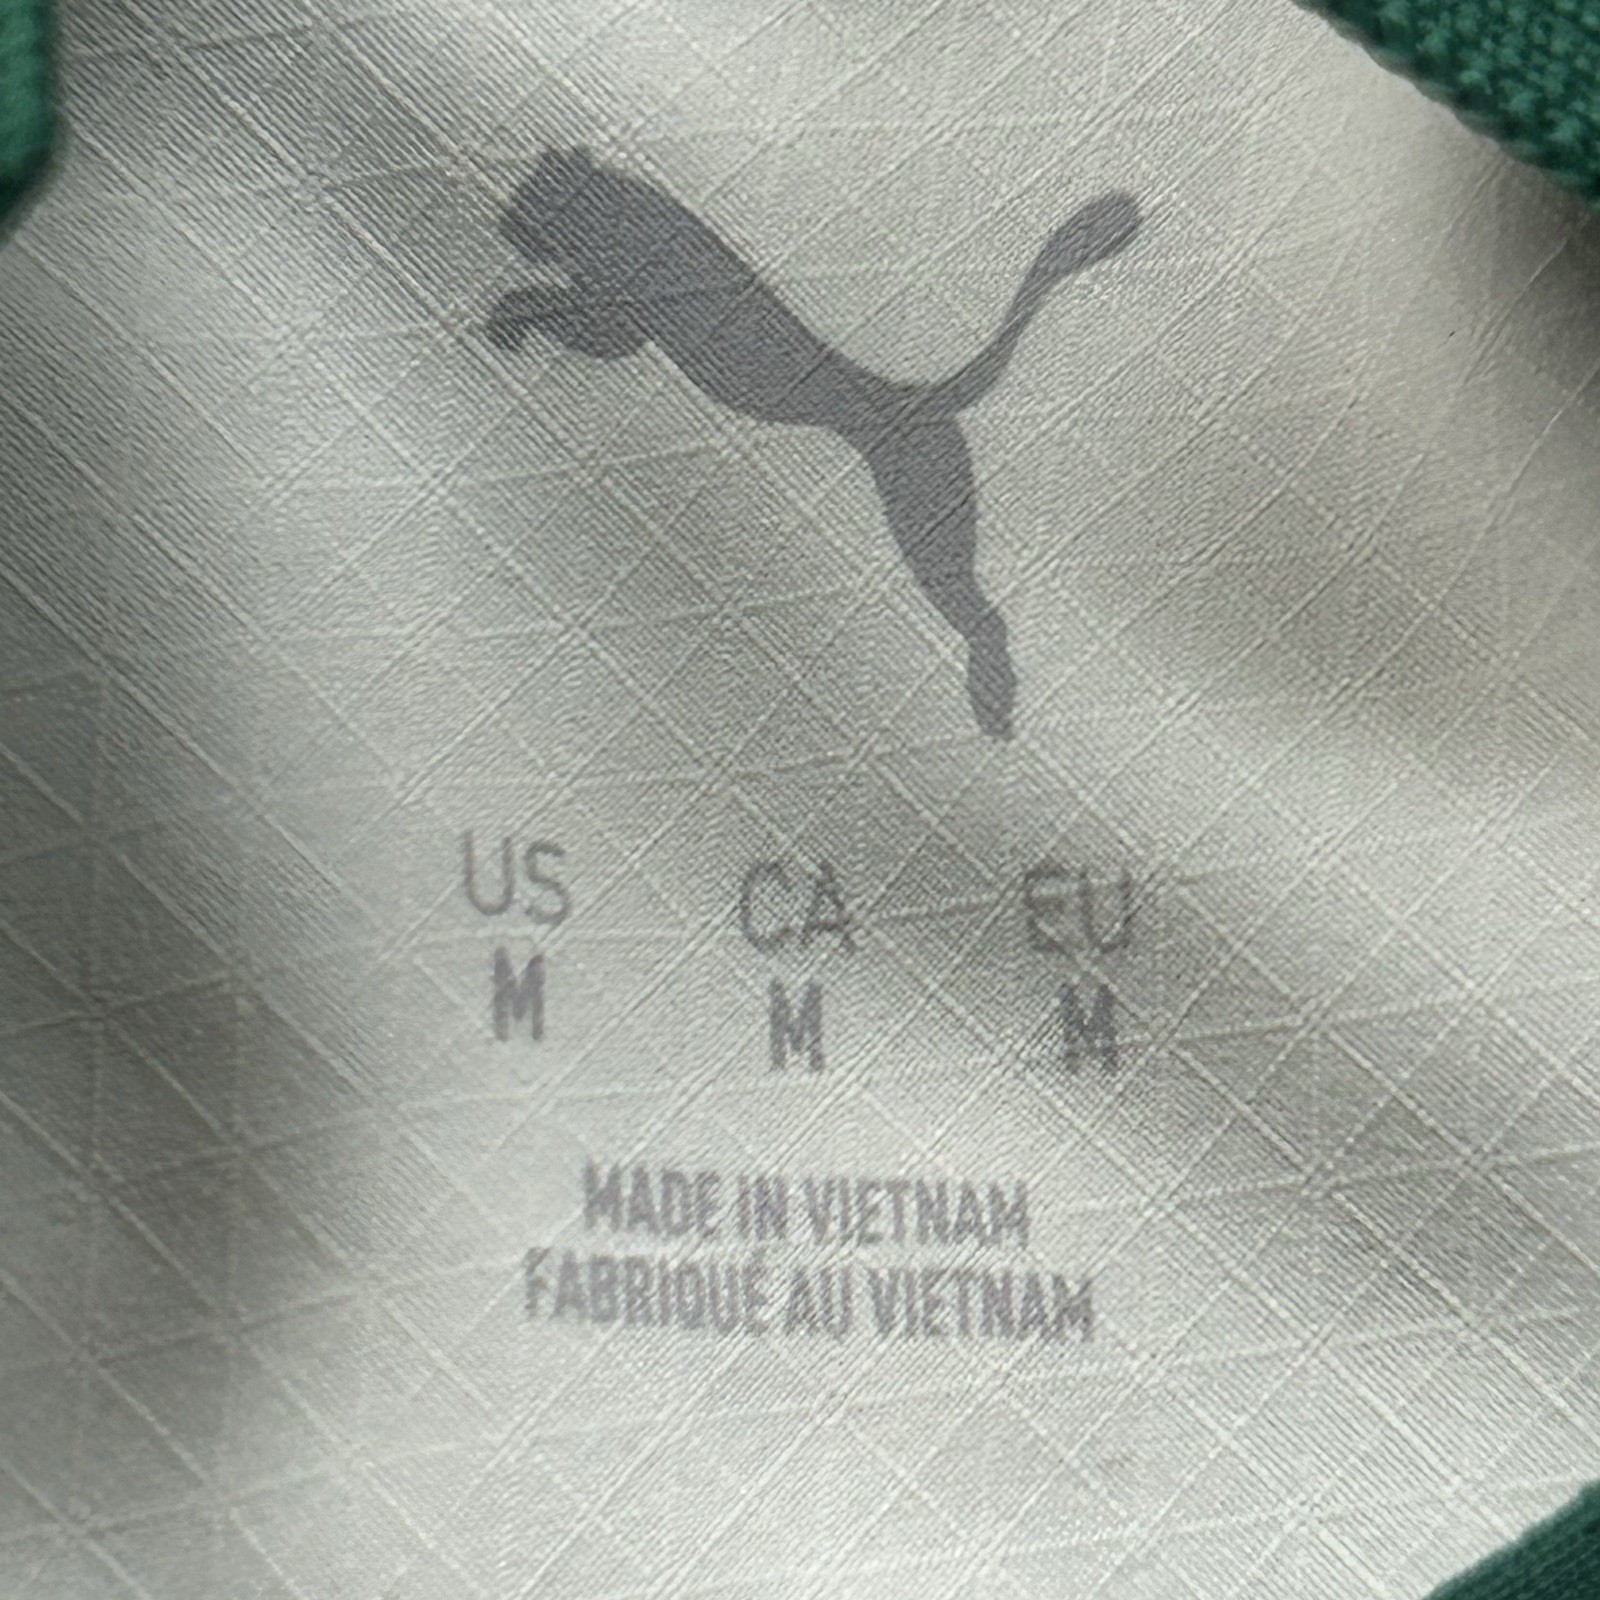 US CA EU
M M M
MADE IN VIETNAM
FABRIQUÉ AU VIETNAM